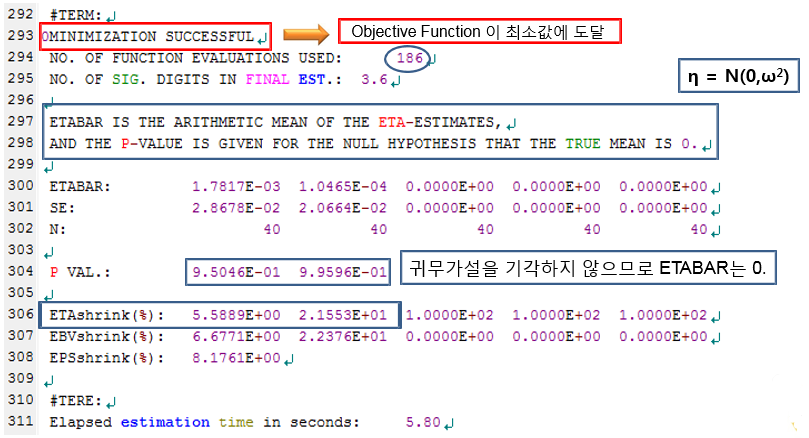 292 #TERM:
293 0MINIMIZATION SUCCESSFUL Objective Function 이 최소값에 도달
294 NO. OF FUNCTION EVALUATIONS USED: 186
295 NO. OF SIG. DIGITS IN FINAL EST.: 3.6
η = N(0,ω²)
296
297 ETABAR IS THE ARITHMETIC MEAN OF THE ETA-ESTIMATES,
298 AND THE P-VALUE IS GIVEN FOR THE NULL HYPOTHESIS THAT THE TRUE MEAN IS 0.
299
300 ETABAR: 1.7817E-03 1.0465E-04 0.0000E+00 0.0000E+00 0.0000E+00
301 SE: 2.8678E-02 2.0664E-02 0.0000E+00 0.0000E+00 0.0000E+00
302 N: 40 40 40 40 40
303
304 P VAL.: 9.5046E-01 9.9596E-01 귀무가설을 기각하지 않으므로 ETABAR는 0.
305
306 ETAshrink(%): 5.5889E+00 2.1553E+01 1.0000E+02 1.0000E+02 1.0000E+02
307 EBVshrink(%): 6.6771E+00 2.2376E+01 0.0000E+00 0.0000E+00 0.0000E+00
308 EPSshrink(%): 8.1761E+00
309
310 #TERE:
311 Elapsed estimation time in seconds: 5.80